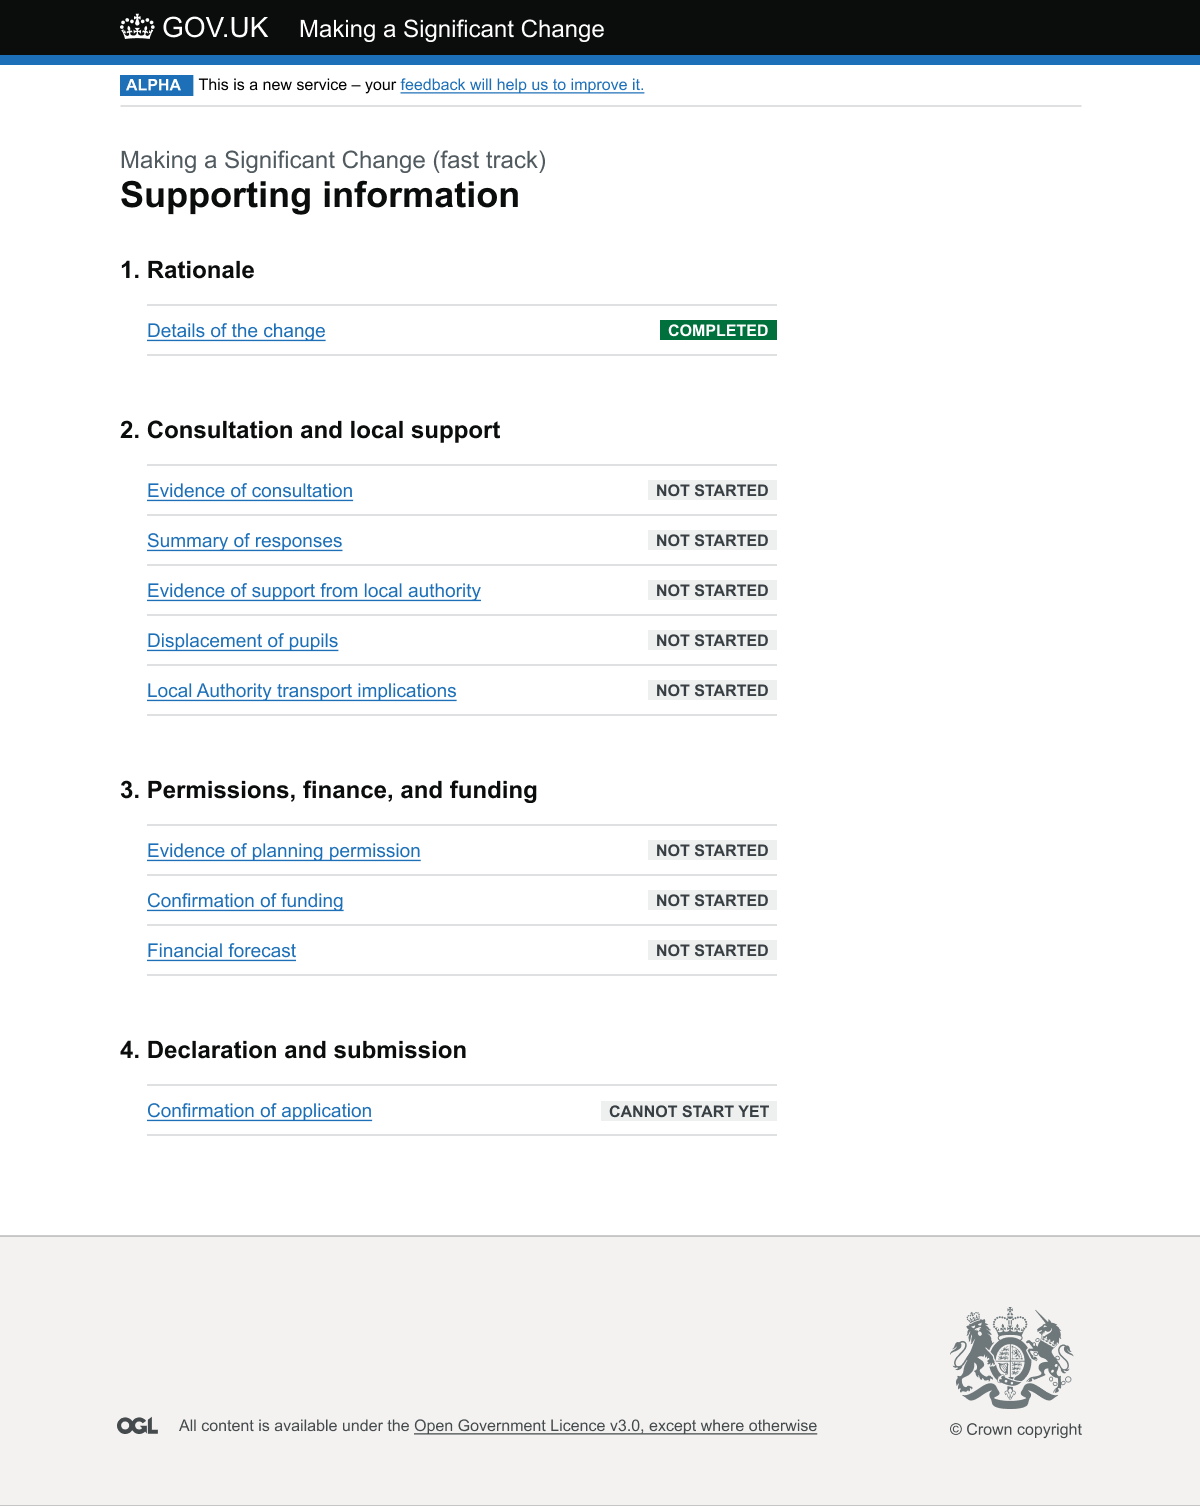 GOV.UK Making a Significant Change
ALPHA This is a new service – your feedback will help us to improve it.
Making a Significant Change (fast track)
Supporting information
1. Rationale
Details of the change COMPLETED
2. Consultation and local support
Evidence of consultation NOT STARTED
Summary of responses NOT STARTED
Evidence of support from local authority NOT STARTED
Displacement of pupils NOT STARTED
Local Authority transport implications NOT STARTED
3. Permissions, finance, and funding
Evidence of planning permission NOT STARTED
Confirmation of funding NOT STARTED
Financial forecast NOT STARTED
4. Declaration and submission
Confirmation of application CANNOT START YET
OGL All content is available under the Open Government Licence v3.0, except where otherwise
© Crown copyright